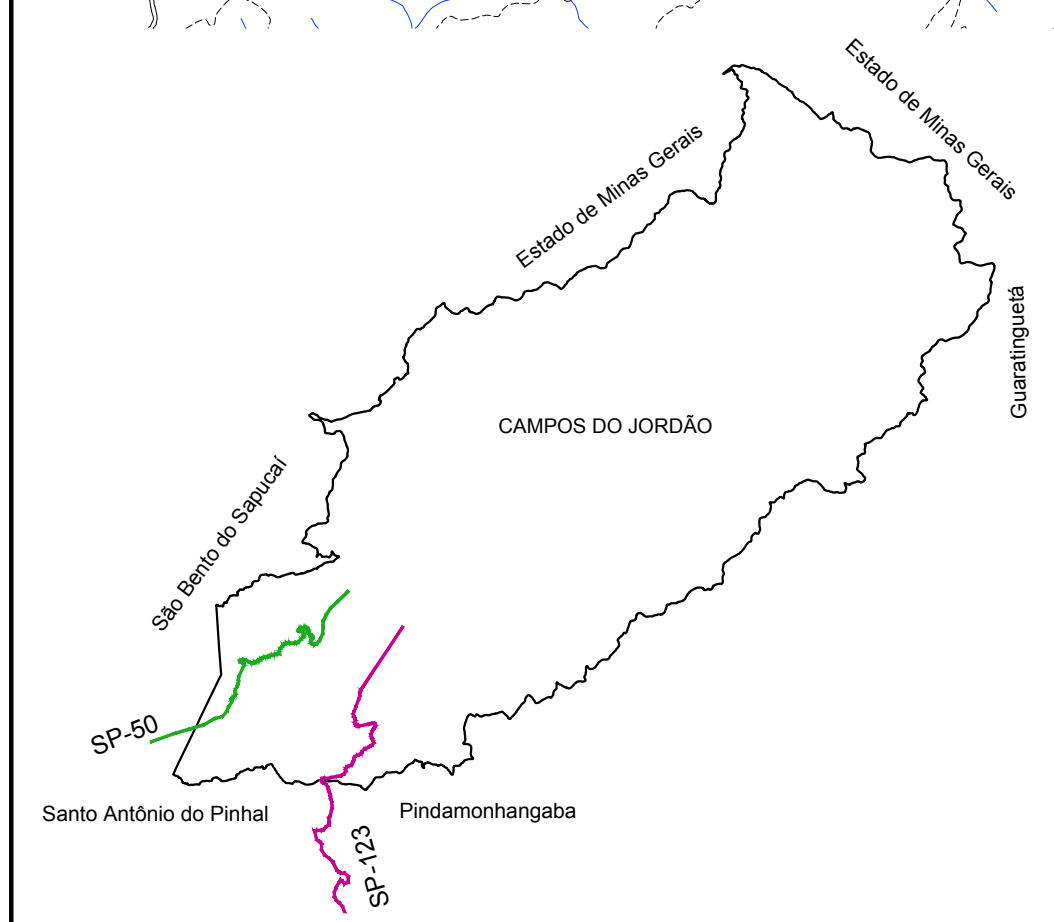 Estado de Minas Gerais
Estado de Minas Gerais
Guaratinguetá
CAMPOS DO JORDÃO
São Bento do Sapucaí
SP-50
Santo Antônio do Pinhal
Pindamonhangaba
SP-123